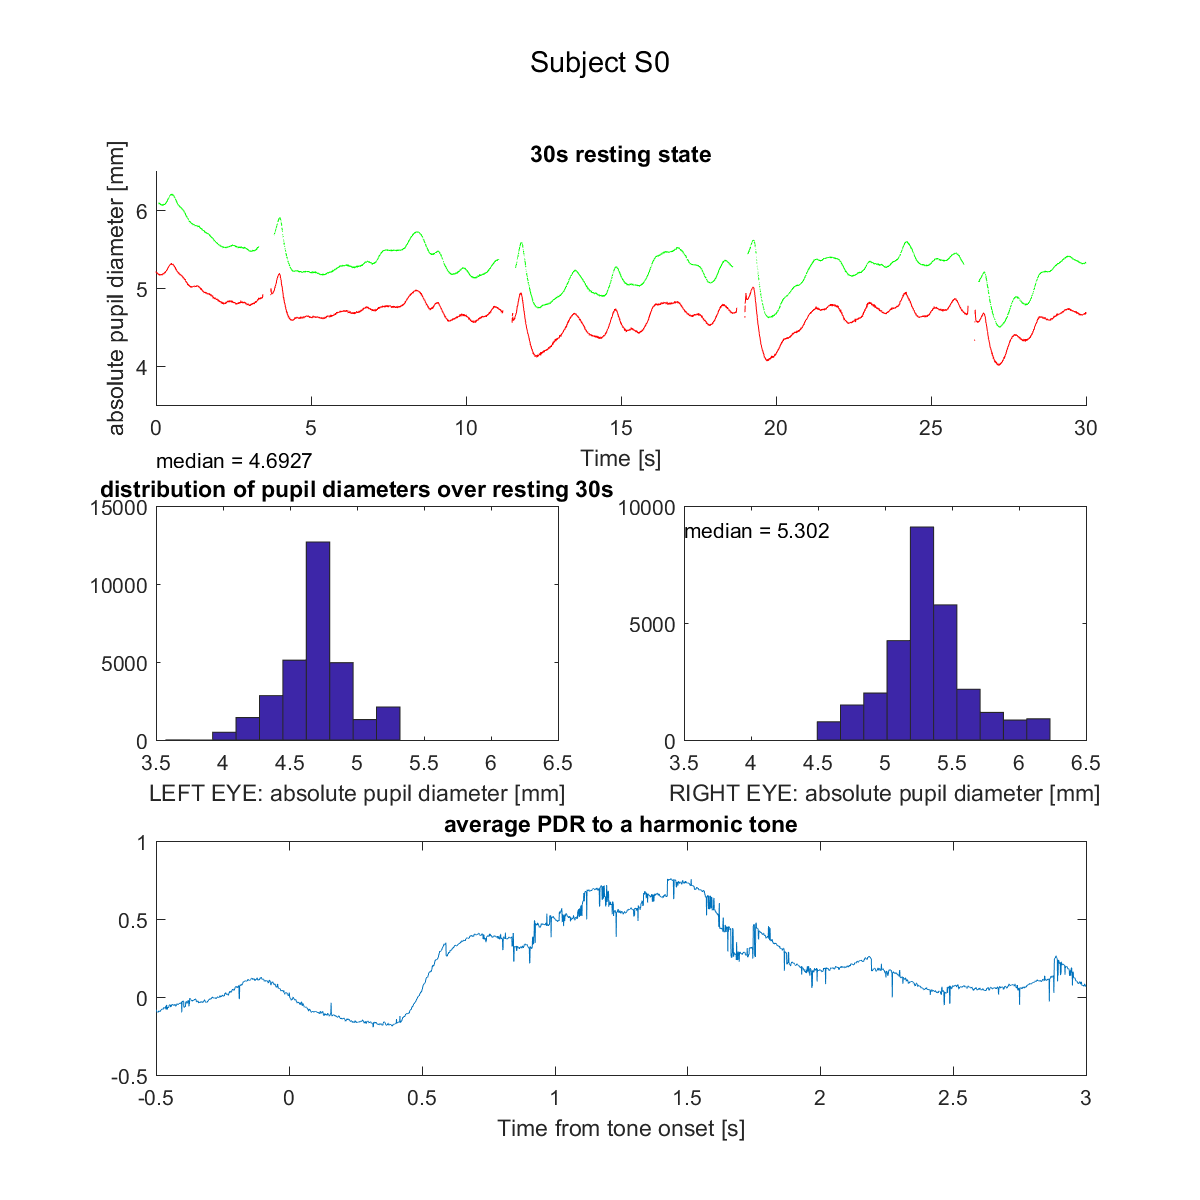 Subject S0
30s resting state
absolute pupil diameter [mm]
6
5
4
0 5 10 15 20 25 30
Time [s]
median = 4.6927
distribution of pupil diameters over resting 30s
15000
10000
5000
0
3.5 4 4.5 5 5.5 6 6.5
LEFT EYE: absolute pupil diameter [mm]
median = 5.302
10000
5000
0
3.5 4 4.5 5 5.5 6 6.5
RIGHT EYE: absolute pupil diameter [mm]
average PDR to a harmonic tone
1
0.5
0
-0.5
-0.5 0 0.5 1 1.5 2 2.5 3
Time from tone onset [s]